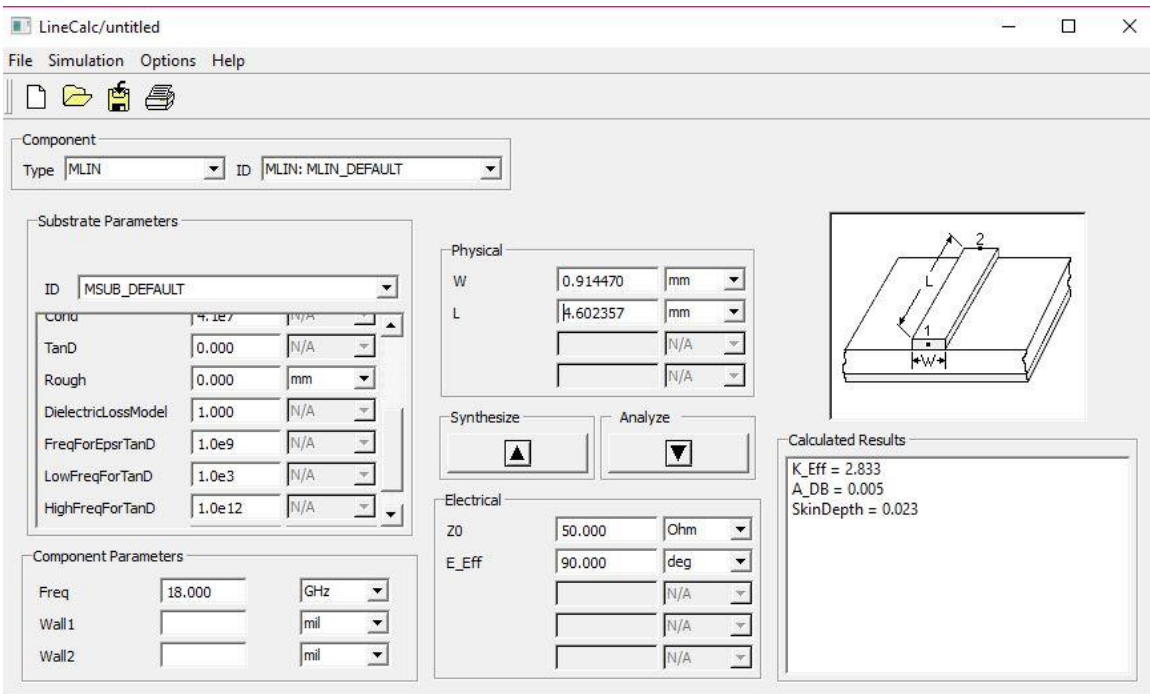 LineCalc/untitled
File Simulation Options Help
Component
Type MLIN ID MLIN: MLIN_DEFAULT
Substrate Parameters
ID MSUB_DEFAULT
Cond 4.1e7 N/A
TanD 0.000 N/A
Rough 0.000 mm
DielectricLossModel 1.000 N/A
FreqForEpsrTanD 1.0e9 N/A
LowFreqForTanD 1.0e3 N/A
HighFreqForTanD 1.0e12 N/A
Component Parameters
Freq 18.000 GHz
Wall1 mil
Wall2 mil
Physical
W 0.914470 mm
L 4.602357 mm
N/A
N/A
Synthesize Analyze
Electrical
Z0 50.000 Ohm
E_Eff 90.000 deg
N/A
N/A
N/A
2
L
1
W
Calculated Results
K_Eff = 2.833
A_DB = 0.005
SkinDepth = 0.023